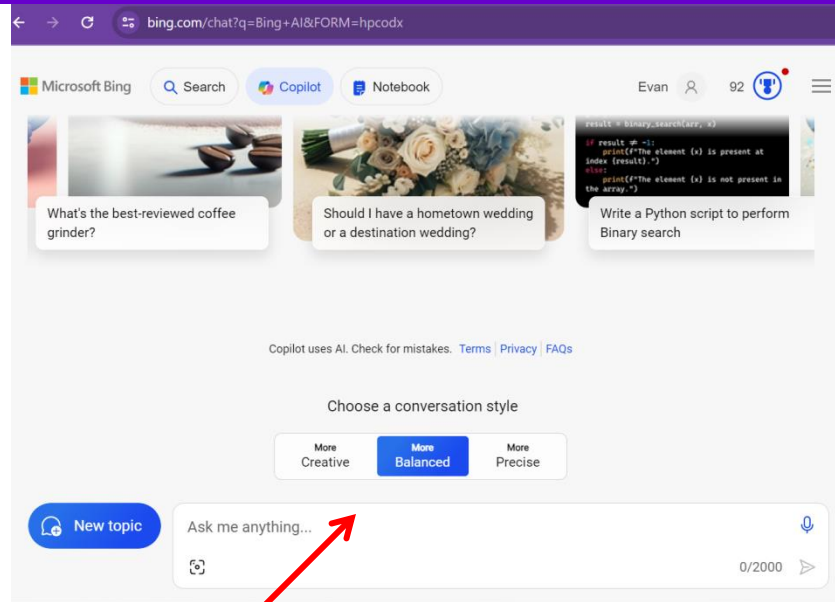 bing.com/chat?q=Bing+AI&FORM=hpcodx
Microsoft Bing Search Copilot Notebook Evan 92
What's the best-reviewed coffee
grinder?
Should I have a hometown wedding
or a destination wedding?
result = binary_search(arr, x)
if result ≠ -1:
print(f"The element {x} is present at
index {result}.")
else:
print(f"The element {x} is not present in
the array.")
Write a Python script to perform
Binary search
Copilot uses AI. Check for mistakes. Terms Privacy FAQs
Choose a conversation style
More
Creative
More
Balanced
More
Precise
New topic
Ask me anything...
0/2000